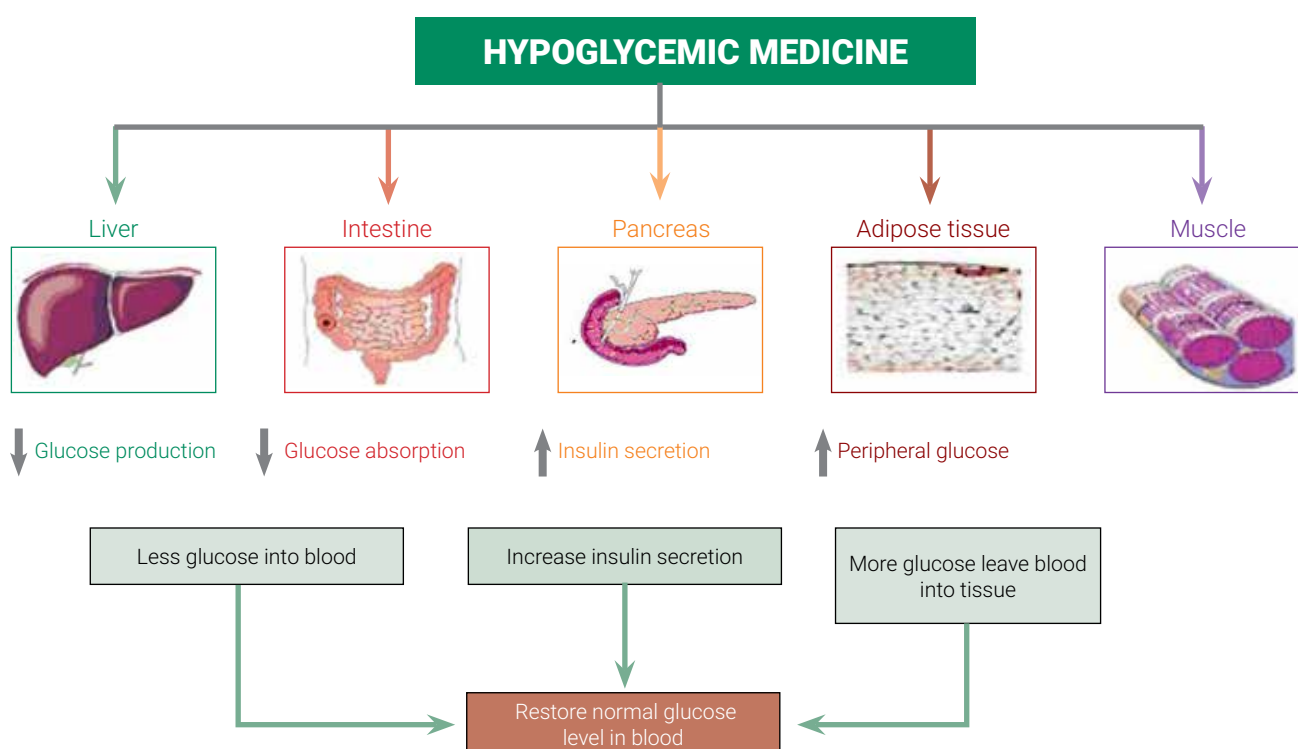 HYPOGLYCEMIC MEDICINE
Liver
Intestine
Pancreas
Adipose tissue
Muscle
Glucose production
Glucose absorption
Insulin secretion
Peripheral glucose
Less glucose into blood
Increase insulin secretion
More glucose leave blood
into tissue
Restore normal glucose
level in blood